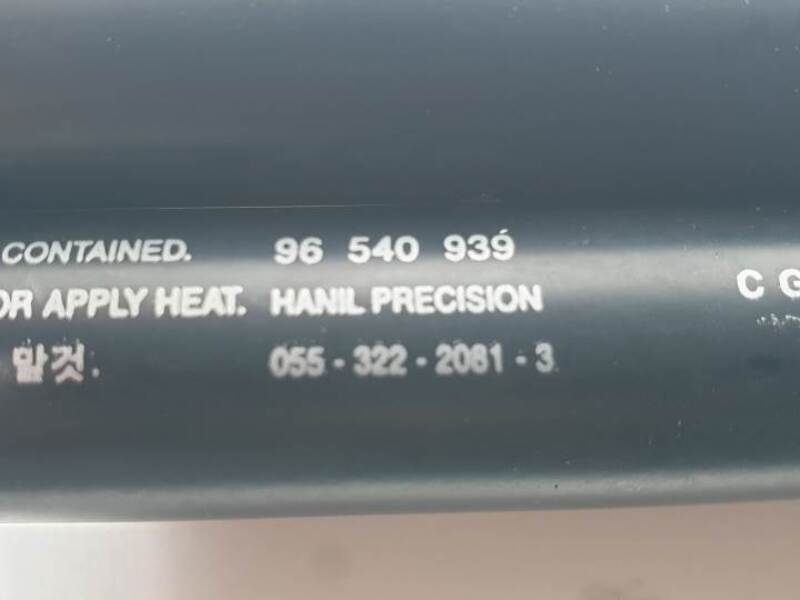 CONTAINED. 96 540 939
OR APPLY HEAT. HANIL PRECISION
말것. 055-322-2081-3
C G